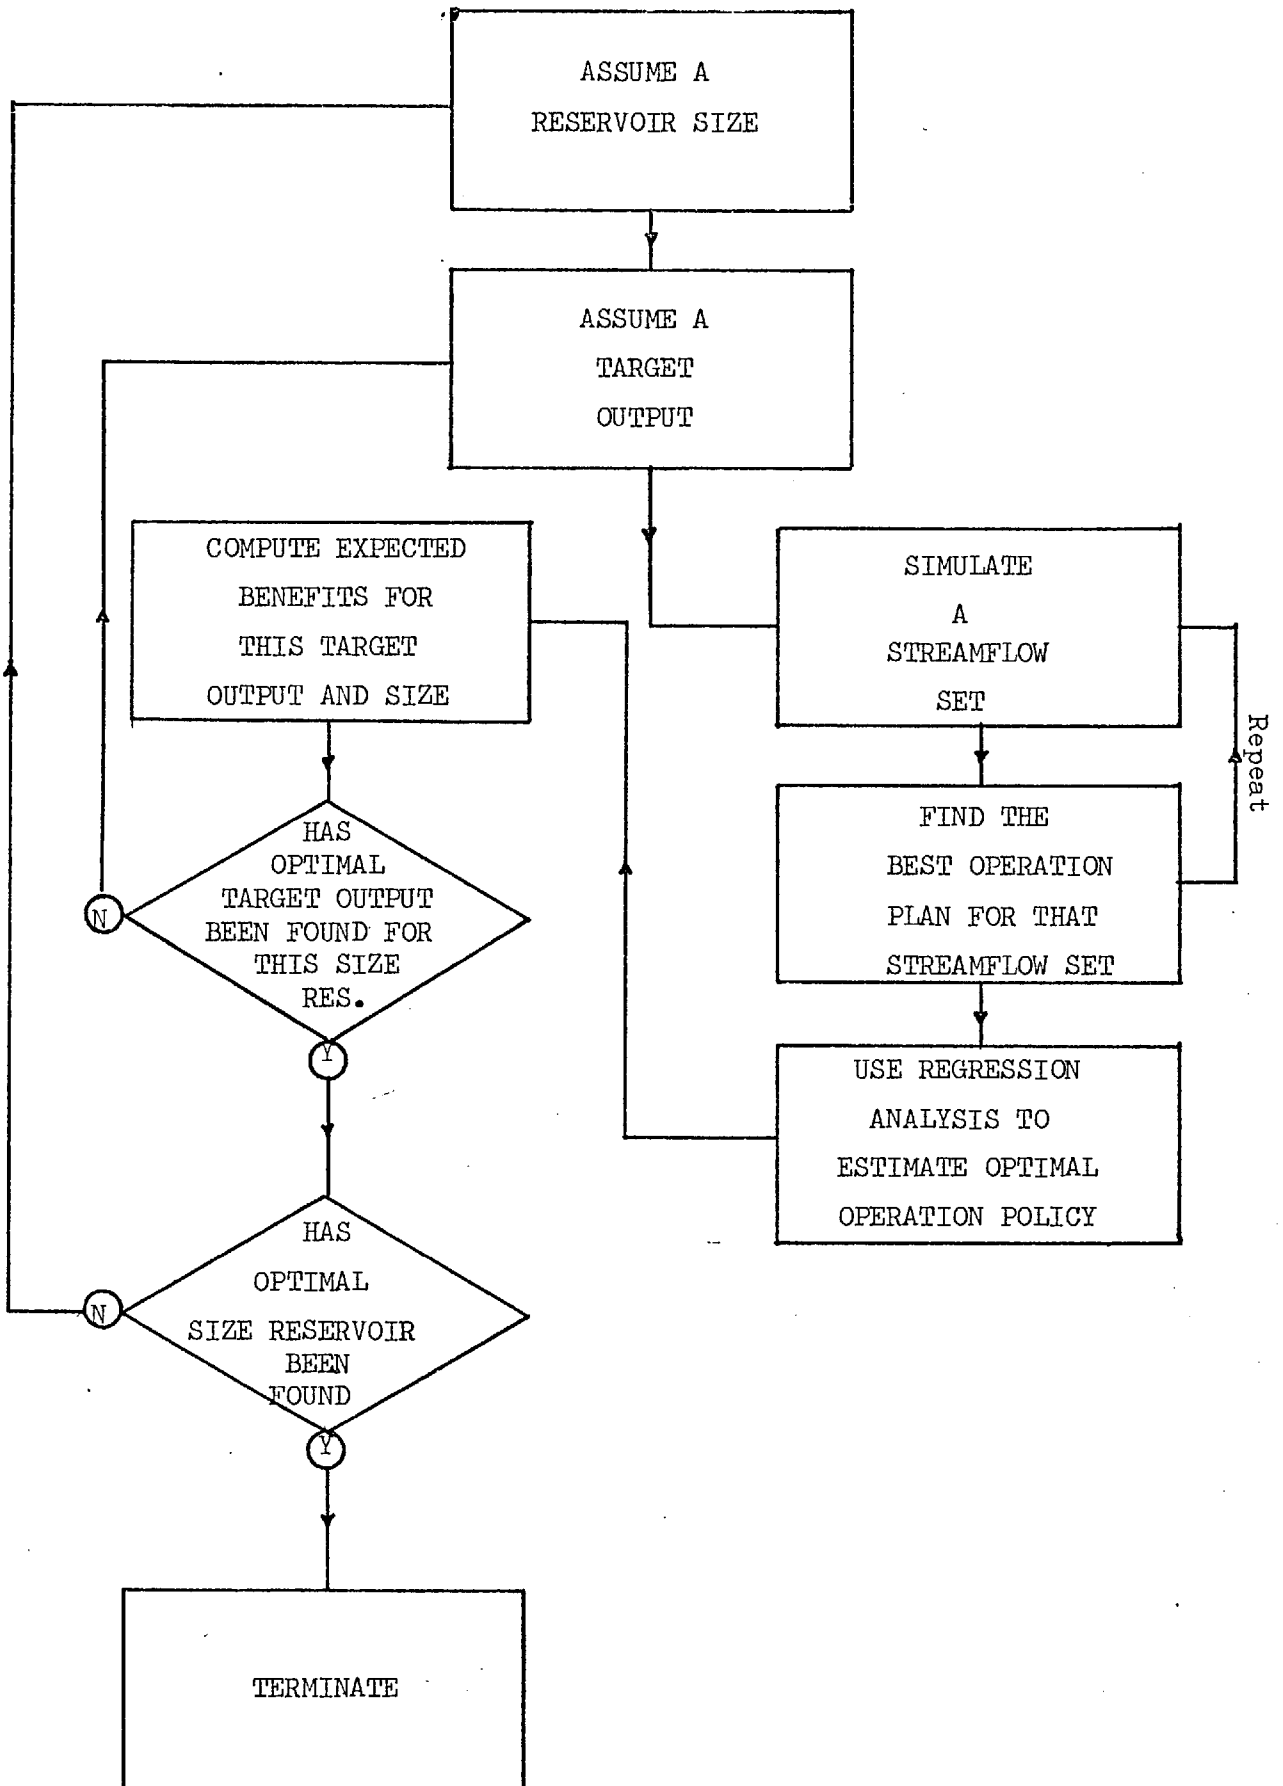 ASSUME A
RESERVOIR SIZE
ASSUME A
TARGET
OUTPUT
SIMULATE
A
STREAMFLOW
SET
Repeat
FIND THE
BEST OPERATION
PLAN FOR THAT
STREAMFLOW SET
USE REGRESSION
ANALYSIS TO
ESTIMATE OPTIMAL
OPERATION POLICY
COMPUTE EXPECTED
BENEFITS FOR
THIS TARGET
OUTPUT AND SIZE
HAS
OPTIMAL
TARGET OUTPUT
BEEN FOUND FOR
THIS SIZE
RES.
N
Y
HAS
OPTIMAL
SIZE RESERVOIR
BEEN
FOUND
N
Y
TERMINATE